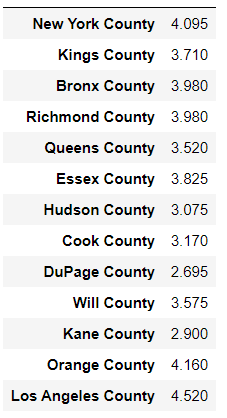 New York County 4.095
Kings County 3.710
Bronx County 3.980
Richmond County 3.980
Queens County 3.520
Essex County 3.825
Hudson County 3.075
Cook County 3.170
DuPage County 2.695
Will County 3.575
Kane County 2.900
Orange County 4.160
Los Angeles County 4.520